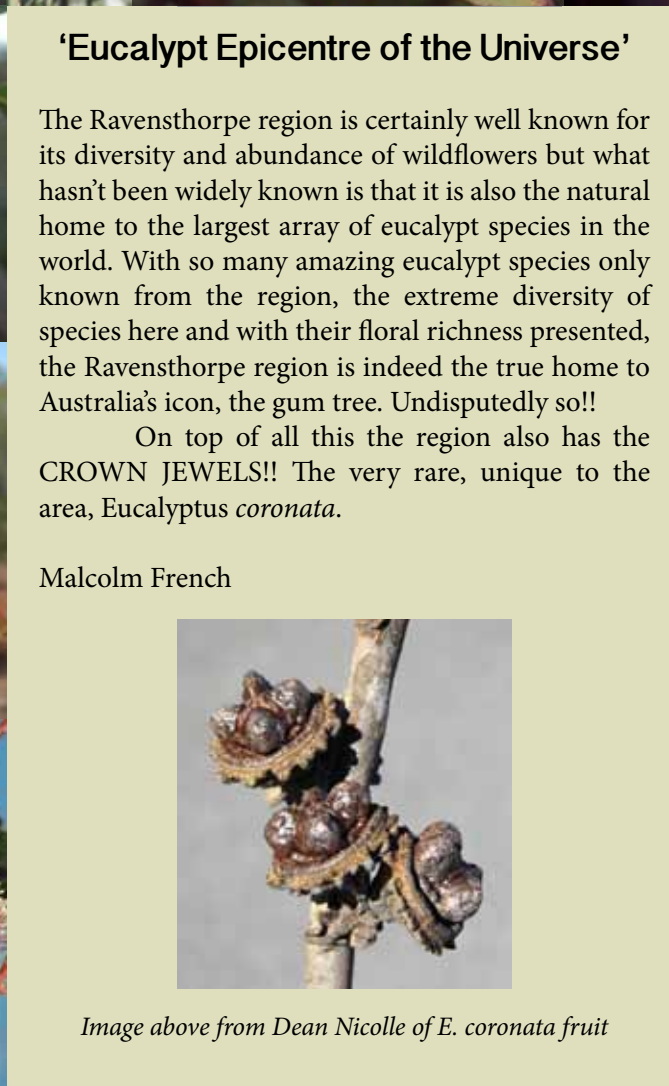 ‘Eucalypt Epicentre of the Universe’
The Ravensthorpe region is certainly well known for
its diversity and abundance of wildflowers but what
hasn’t been widely known is that it is also the natural
home to the largest array of eucalypt species in the
world. With so many amazing eucalypt species only
known from the region, the extreme diversity of
species here and with their floral richness presented,
the Ravensthorpe region is indeed the true home to
Australia’s icon, the gum tree. Undisputedly so!!
On top of all this the region also has the
CROWN JEWELS!! The very rare, unique to the
area, Eucalyptus coronata.
Malcolm French
Image above from Dean Nicolle of E. coronata fruit